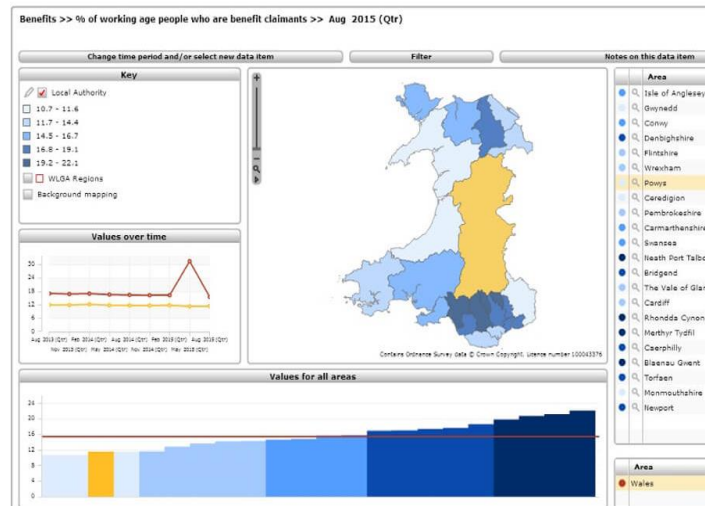 Benefits >> % of working age people who are benefit claimants >> Aug 2015 (Qtr)
Change time period and/or select new data item
Filter
Notes on this data item
Key
Local Authority
10.7 - 11.6
11.7 - 14.4
14.5 - 16.7
16.8 - 19.1
19.2 - 22.1
WLGA Regions
Background mapping
Values over time
30
24
18
12
6
0
Aug 2013 (Qtr) Feb 2014 (Qtr) Aug 2014 (Qtr) Feb 2015 (Qtr) Aug 2015 (Qtr)
Nov 2013 (Qtr) May 2014 (Qtr) Nov 2014 (Qtr) May 2015 (Qtr)
Contains Ordnance Survey data © Crown Copyright. Licence number 100043376
Area
Isle of Anglesey
Gwynedd
Conwy
Denbighshire
Flintshire
Wrexham
Powys
Ceredigion
Pembrokeshire
Carmarthenshire
Swansea
Neath Port Talbo
Bridgend
The Vale of Glar
Cardiff
Rhondda Cynon
Merthyr Tydfil
Caerphilly
Blaenau Gwent
Torfaen
Monmouthshire
Newport
Values for all areas
24
20
16
12
8
4
0
Area
Wales